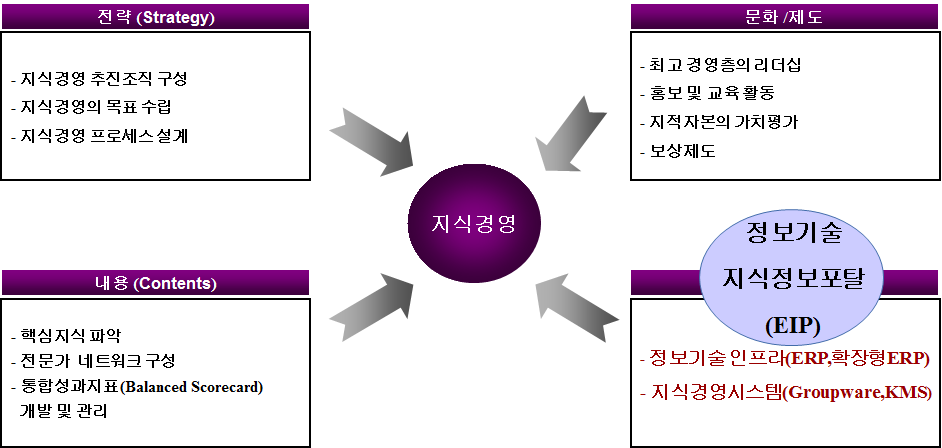 전략 (Strategy)
- 지식경영 추진조직 구성
- 지식경영의 목표 수립
- 지식경영 프로세스 설계
문화 /제도
- 최고 경영층의 리더십
- 홍보 및 교육 활동
- 지적 자본의 가치평가
- 보상 제도
지식경영
내용 (Contents)
- 핵심 지식 파악
- 전문가 네트워크 구성
- 통합성과지표(Balanced Scorecard)
개발 및 관리
정보기술
지식정보포탈
(EIP)
- 정보기술 인프라(ERP,확장형ERP)
- 지식경영시스템(Groupware,KMS)